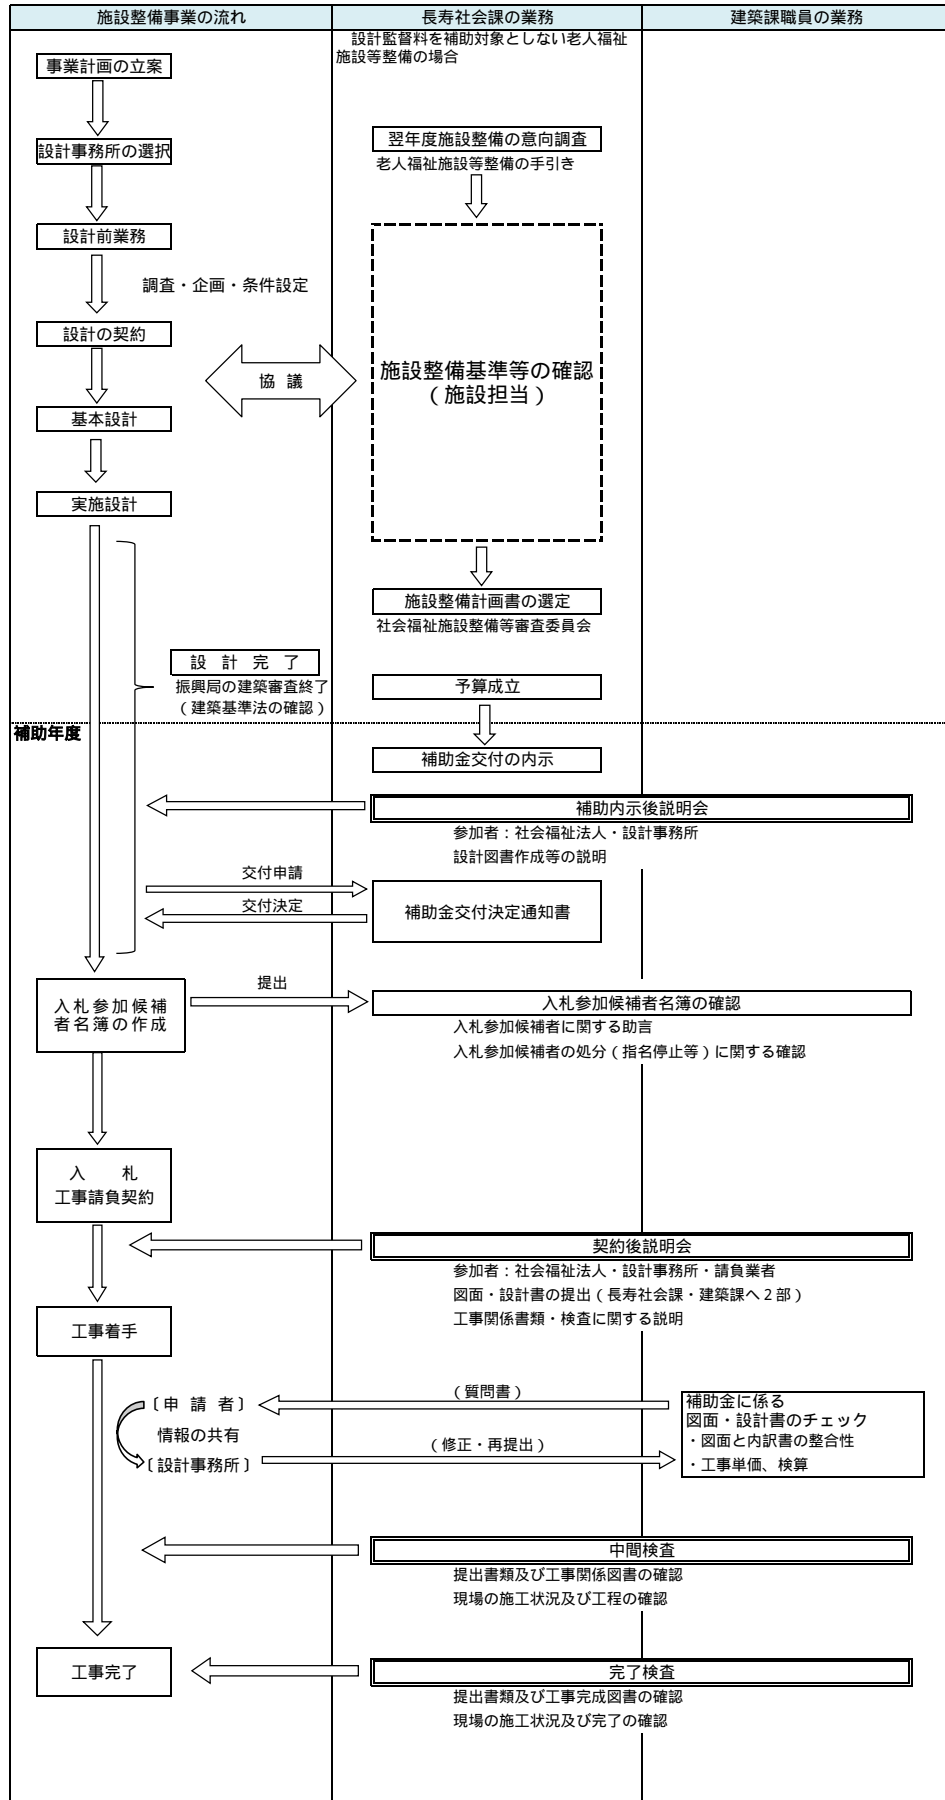 施設整備事業の流れ
長寿社会課の業務
建築課職員の業務
設計監督料を補助対象としない老人福祉
施設等整備の場合
事業計画の立案
設計事務所の選択
翌年度施設整備の意向調査
老人福祉施設等整備の手引き
設計前業務
調査・企画・条件設定
設計の契約
協 議
施設整備基準等の確認
（施設担当）
基本設計
実施設計
施設整備計画書の選定
社会福祉施設整備等審査委員会
設 計 完 了
振興局の建築審査終了
（建築基準法の確認）
予算成立
補助年度
補助金交付の内示
補助内示後説明会
参加者：社会福祉法人・設計事務所
設計図書作成等の説明
交付申請
交付決定
補助金交付決定通知書
提出
入札参加候補
者名簿の作成
入札参加候補者名簿の確認
入札参加候補者に関する助言
入札参加候補者の処分（指名停止等）に関する確認
入 札
工事請負契約
契約後説明会
参加者：社会福祉法人・設計事務所・請負業者
図面・設計書の提出（長寿社会課・建築課へ２部）
工事関係書類・検査に関する説明
工事着手
（質問書）
〔申 請 者〕
情報の共有
〔設計事務所〕
（修正・再提出）
補助金に係る
図面・設計書のチェック
・図面と内訳書の整合性
・工事単価、検算
中間検査
提出書類及び工事関係図書の確認
現場の施工状況及び工程の確認
工事完了
完了検査
提出書類及び工事完成図書の確認
現場の施工状況及び完了の確認